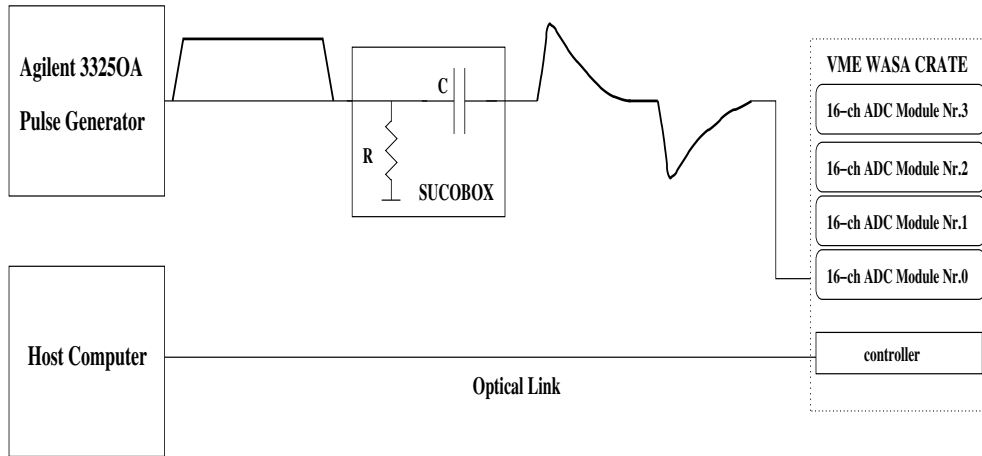 Agilent 3325OA
Pulse Generator
C
R
SUCOBOX
VME WASA CRATE
16-ch ADC Module Nr.3
16-ch ADC Module Nr.2
16-ch ADC Module Nr.1
16-ch ADC Module Nr.0
Host Computer
Optical Link
controller